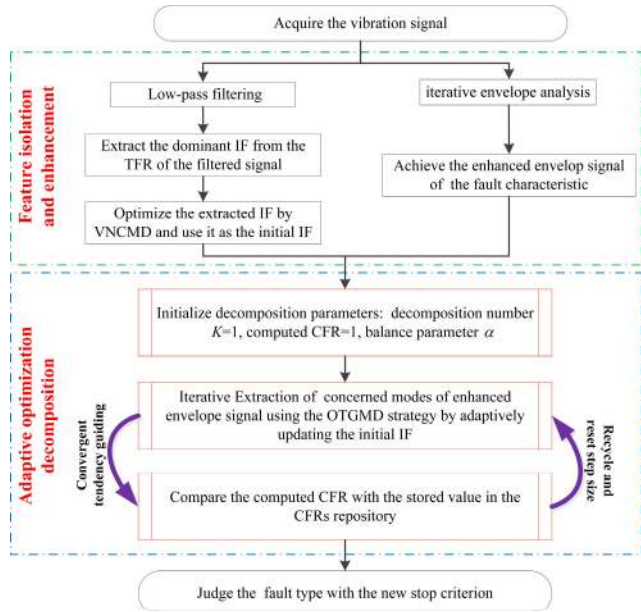 Acquire the vibration signal
Feature isolation
and enhancement
Low-pass filtering
iterative envelope analysis
Extract the dominant IF from the
TFR of the filtered signal
Achieve the enhanced envelop signal
of the fault characteristic
Optimize the extracted IF by
VNCMD and use it as the initial IF
Adaptive optimization
decomposition
Initialize decomposition parameters: decomposition number
K=1, computed CFR=1, balance parameter α
Iterative Extraction of concerned modes of enhanced
envelope signal using the OTGMD strategy by adaptively
updating the initial IF
Convergent
tendency guiding
Recycle and
reset step size
Compare the computed CFR with the stored value in the
CFRs repository
Judge the fault type with the new stop criterion